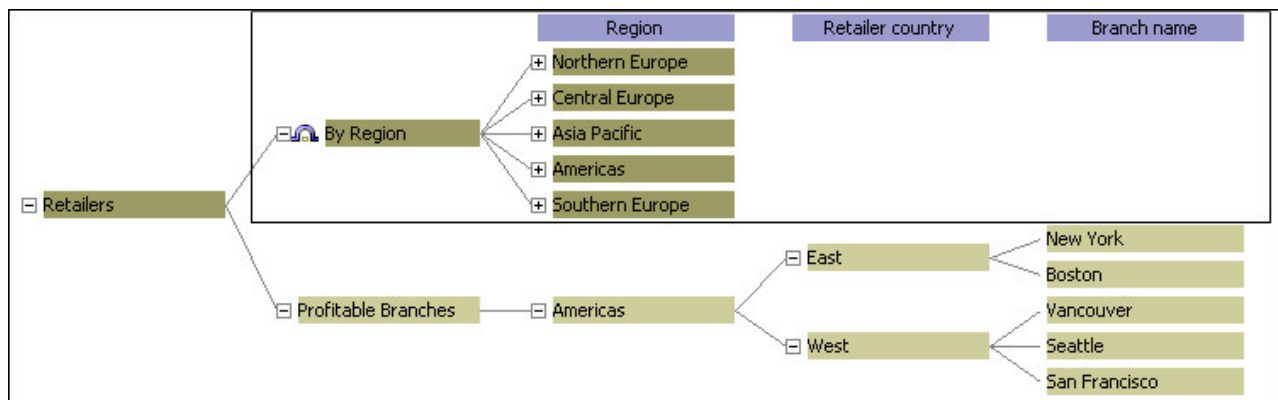 Region Retailer country Branch name
Northern Europe
Central Europe
By Region Asia Pacific
Americas
Retailers Southern Europe
New York
East
Boston
Profitable Branches Americas Vancouver
West Seattle
San Francisco